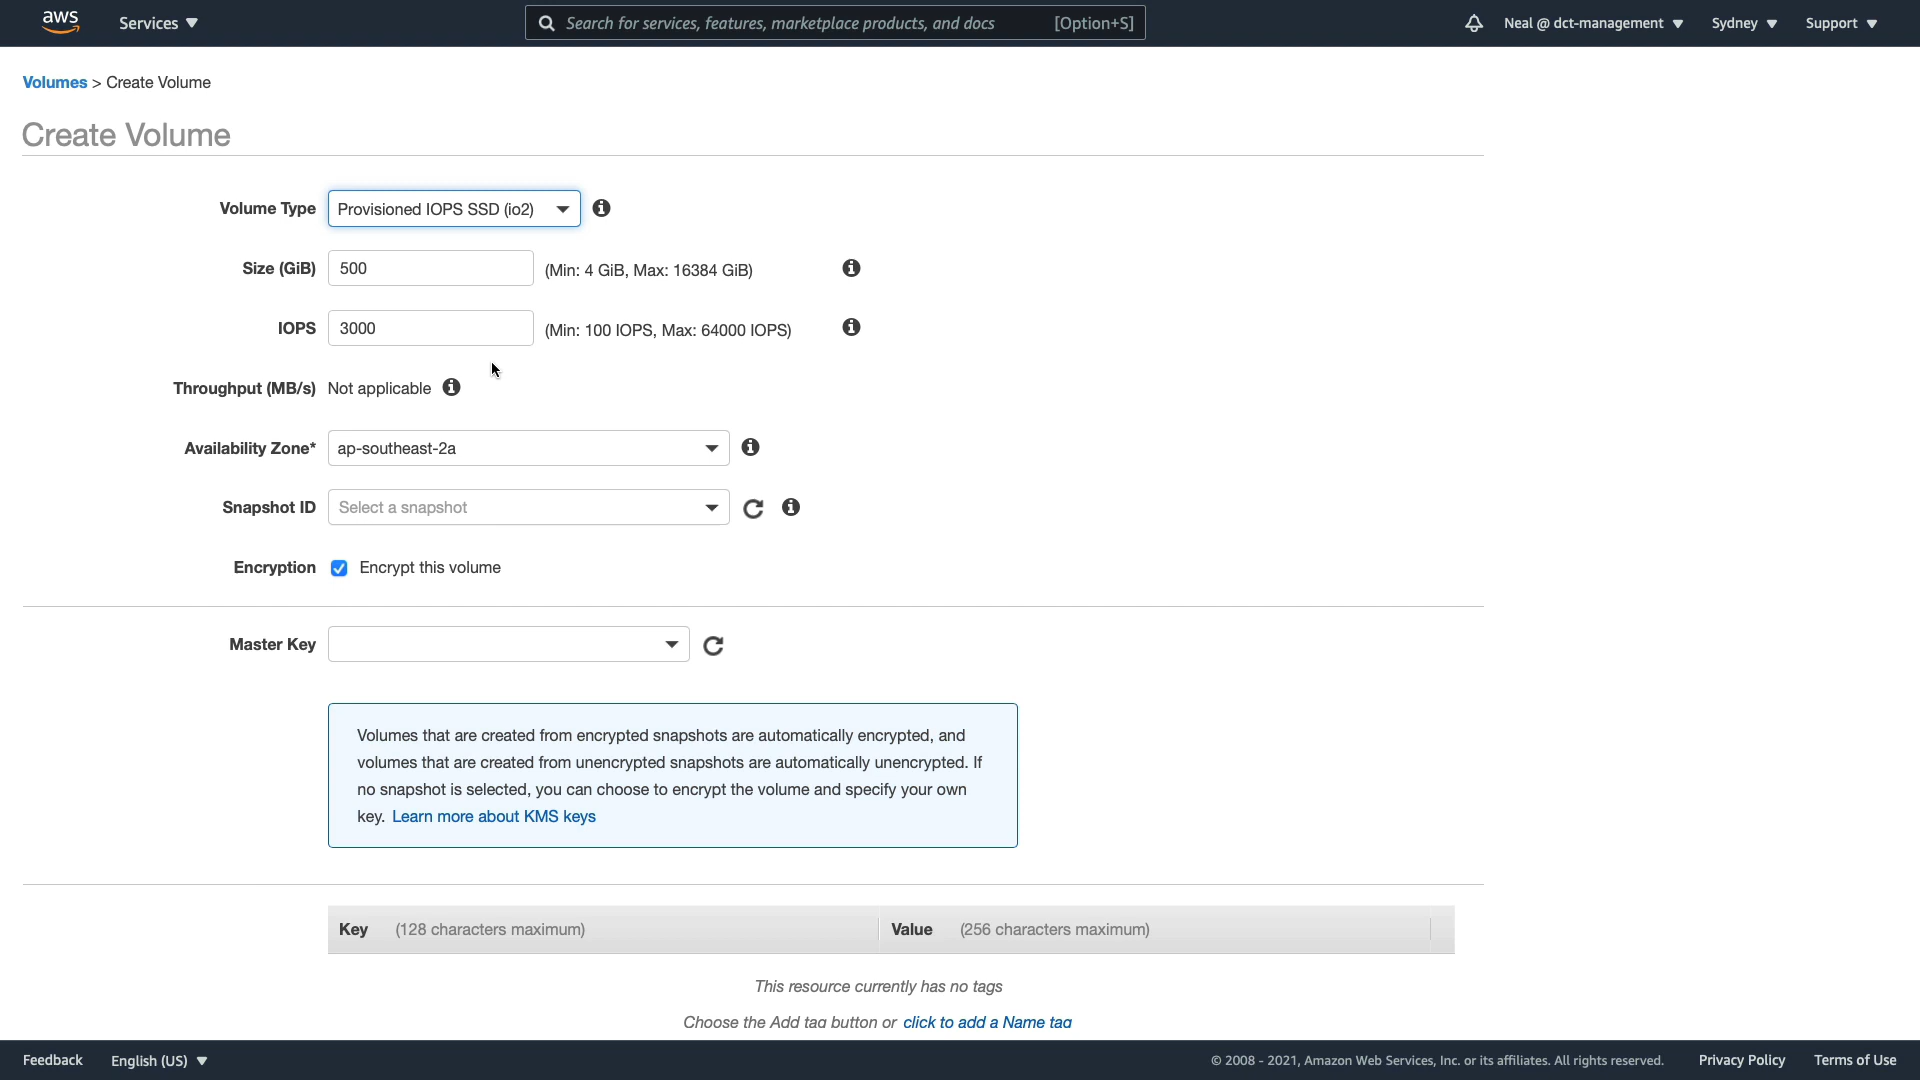 aws Services Search for services, features, marketplace products, and docs [Option+S] Neal @ dct-management Sydney Support
Volumes > Create Volume
Create Volume
Volume Type Provisioned IOPS SSD (io2)
Size (GiB) 500 (Min: 4 GiB, Max: 16384 GiB)
IOPS 3000 (Min: 100 IOPS, Max: 64000 IOPS)
Throughput (MB/s) Not applicable
Availability Zone* ap-southeast-2a
Snapshot ID Select a snapshot
Encryption Encrypt this volume
Master Key
Volumes that are created from encrypted snapshots are automatically encrypted, and
volumes that are created from unencrypted snapshots are automatically unencrypted. If
no snapshot is selected, you can choose to encrypt the volume and specify your own
key. Learn more about KMS keys
Key (128 characters maximum) Value (256 characters maximum)
This resource currently has no tags
Choose the Add tag button or click to add a Name tag
Feedback English (US) © 2008 - 2021, Amazon Web Services, Inc. or its affiliates. All rights reserved. Privacy Policy Terms of Use